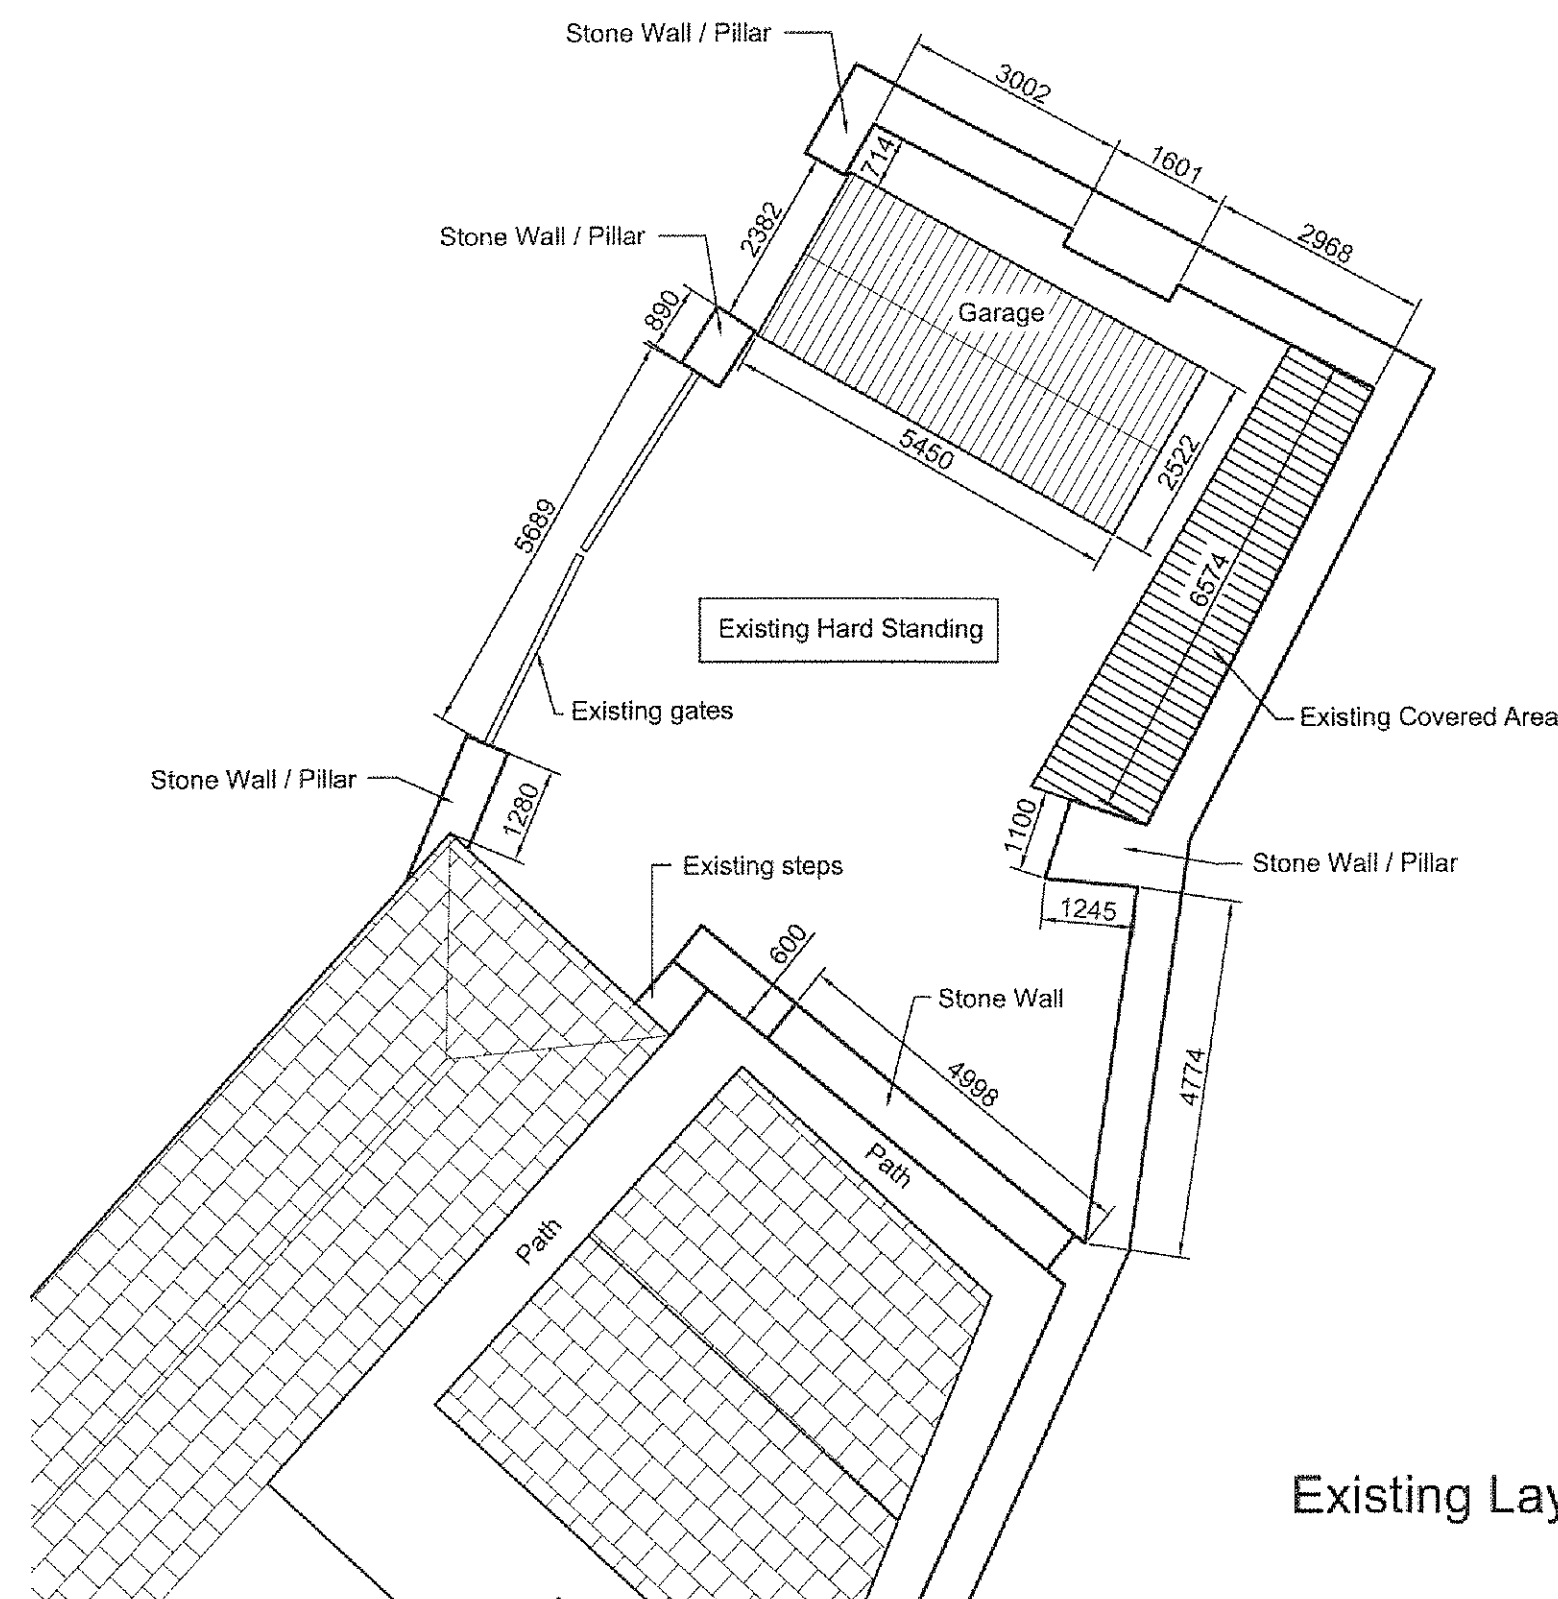 Stone Wall / Pillar
3002
1601
714
2968
2382
Stone Wall / Pillar
890
Garage
5450
2522
5689
6574
Existing Hard Standing
Existing gates
Existing Covered Area
Stone Wall / Pillar
1280
1100
Existing steps
Stone Wall / Pillar
1245
600
Stone Wall
4998
4774
Path
Path
Existing Lay